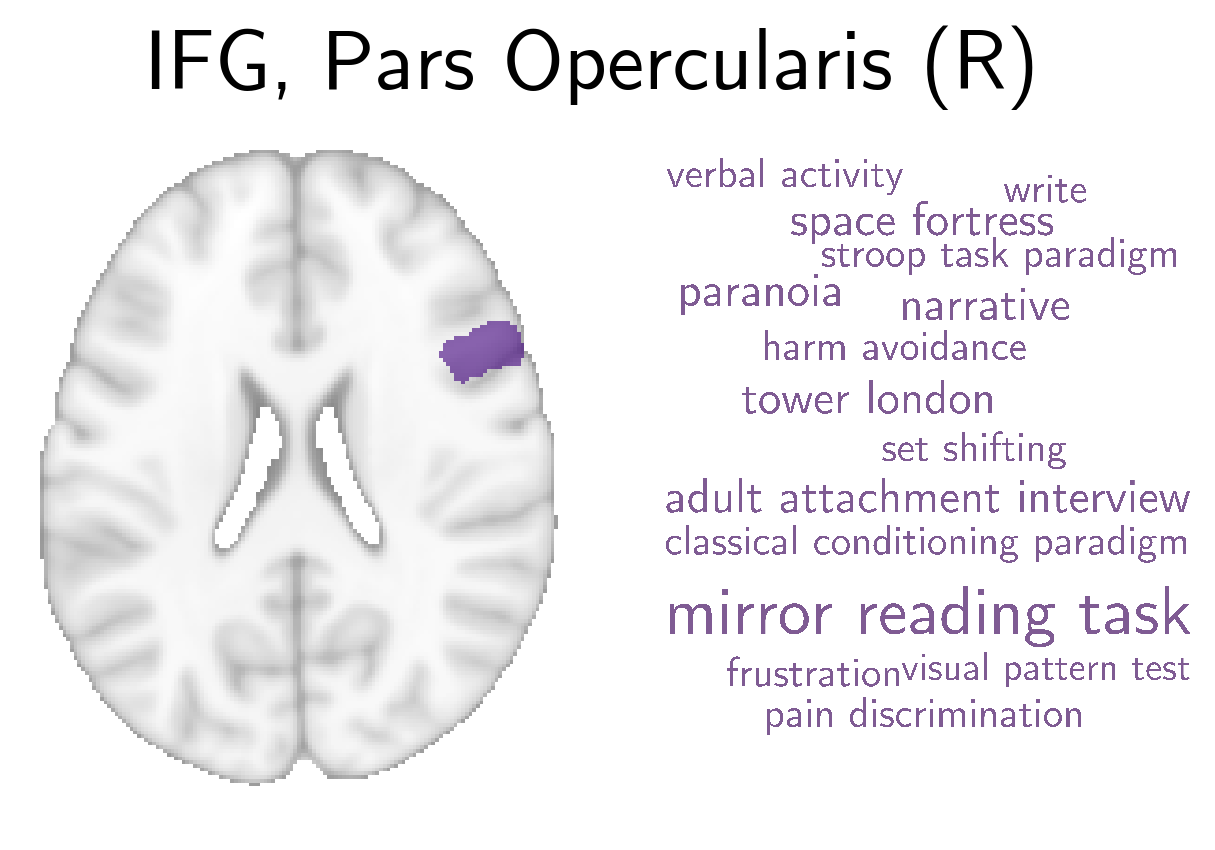 IFG, Pars Opercularis (R)
verbal activity
write
space fortress
stroop task paradigm
paranoia
narrative
harm avoidance
tower london
set shifting
adult attachment interview
classical conditioning paradigm
mirror reading task
frustration
visual pattern test
pain discrimination